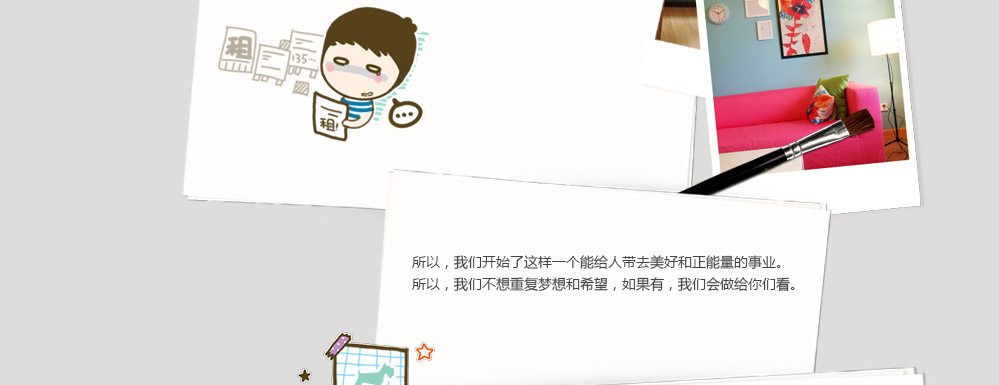 租
135...
租!
所以，我们开始了这样一个能给人带去美好和正能量的事业。
所以，我们不想重复梦想和希望，如果有，我们会做给你们看。